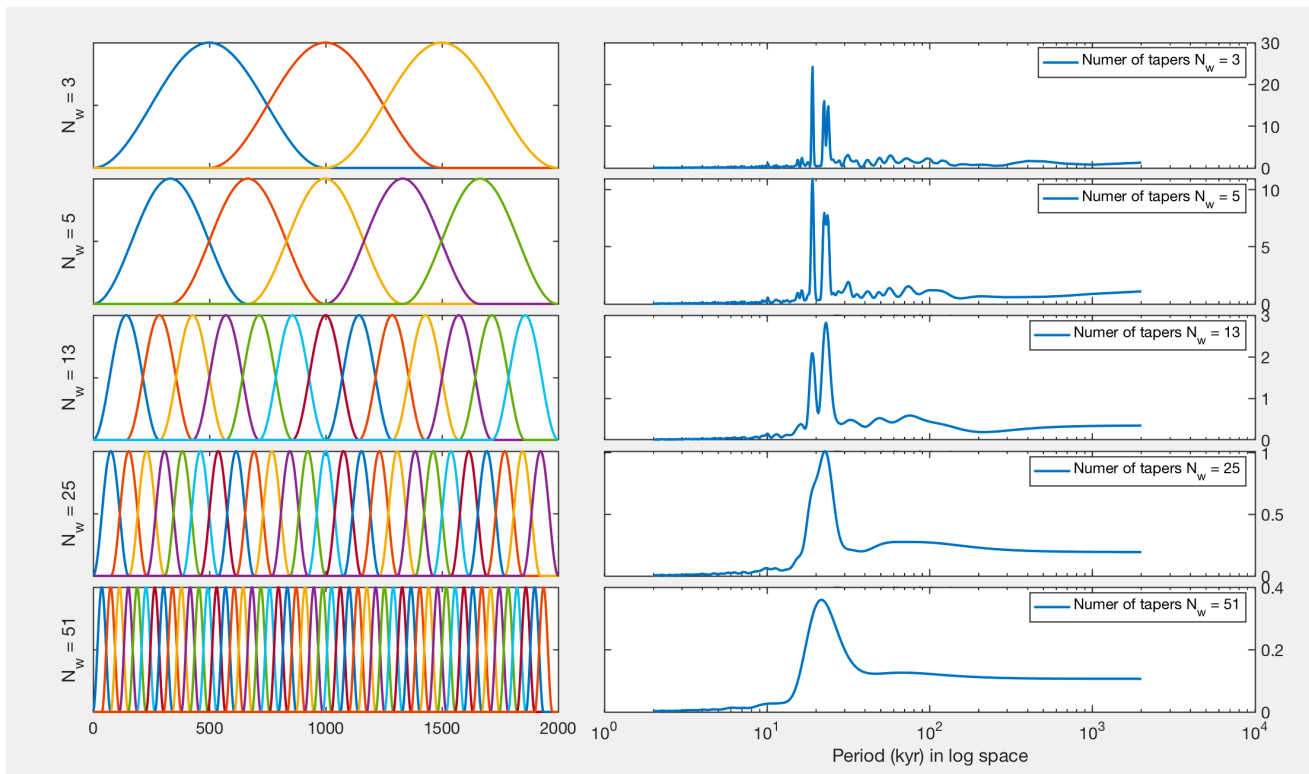 N_w = 3
Numer of tapers N_w = 3
30
20
10
0
N_w = 5
Numer of tapers N_w = 5
10
5
0
N_w = 13
Numer of tapers N_w = 13
3
2
1
0
N_w = 25
Numer of tapers N_w = 25
1
0.5
0
N_w = 51
Numer of tapers N_w = 51
0.4
0.2
0
0 500 1000 1500 2000
10^0 10^1 10^2 10^3 10^4
Period (kyr) in log space